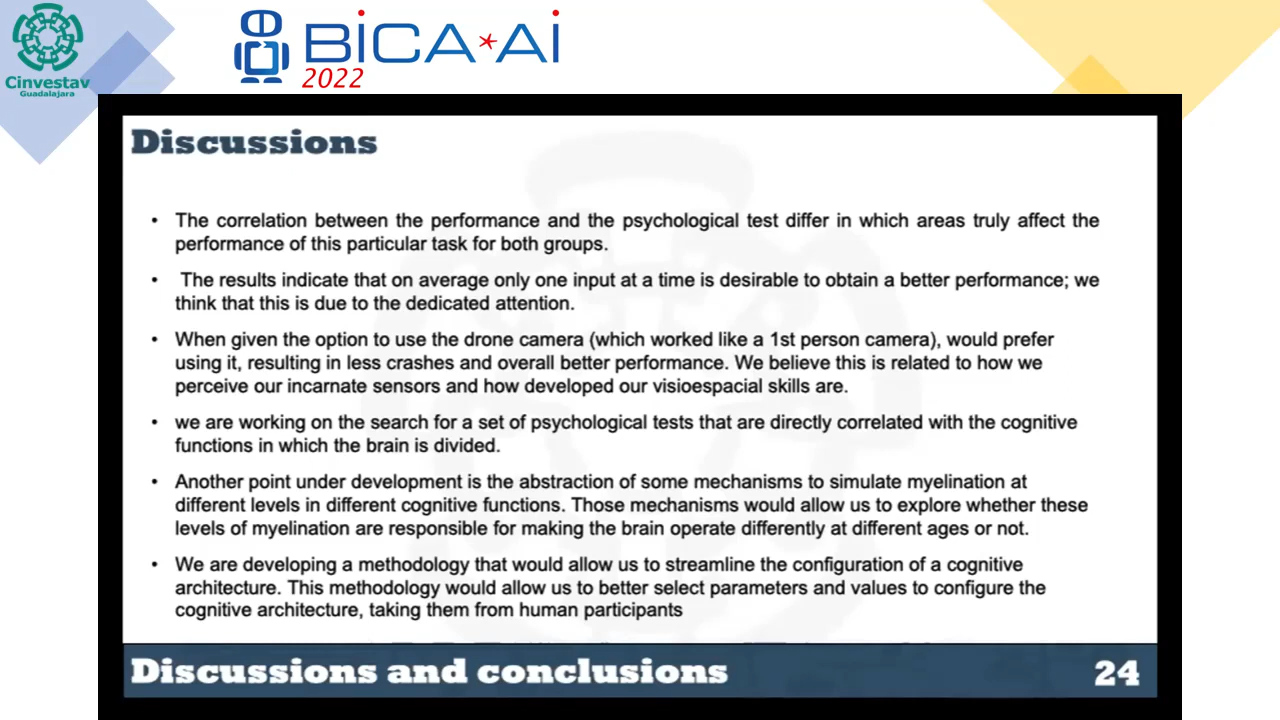 Cinvestav
Guadalajara
BiCA*Ai
2022
Discussions
• The correlation between the performance and the psychological test differ in which areas truly affect the
performance of this particular task for both groups.
• The results indicate that on average only one input at a time is desirable to obtain a better performance; we
think that this is due to the dedicated attention.
• When given the option to use the drone camera (which worked like a 1st person camera), would prefer
using it, resulting in less crashes and overall better performance. We believe this is related to how we
perceive our incarnate sensors and how developed our visioespacial skills are.
• we are working on the search for a set of psychological tests that are directly correlated with the cognitive
functions in which the brain is divided.
• Another point under development is the abstraction of some mechanisms to simulate myelination at
different levels in different cognitive functions. Those mechanisms would allow us to explore whether these
levels of myelination are responsible for making the brain operate differently at different ages or not.
• We are developing a methodology that would allow us to streamline the configuration of a cognitive
architecture. This methodology would allow us to better select parameters and values to configure the
cognitive architecture, taking them from human participants
Discussions and conclusions
24